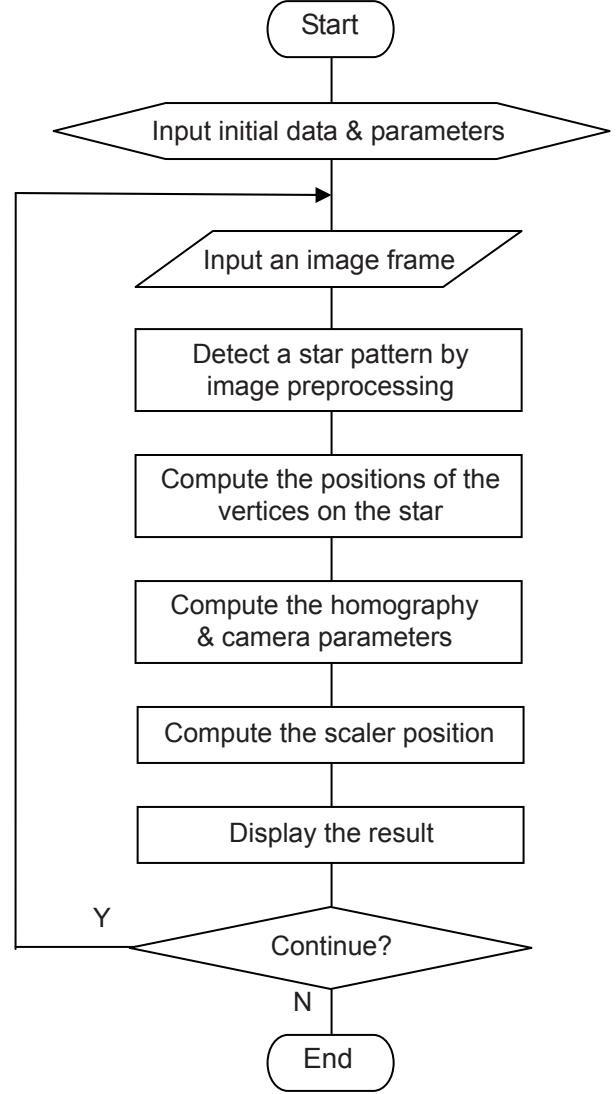 Start
Input initial data & parameters
Input an image frame
Detect a star pattern by
image preprocessing
Compute the positions of the
vertices on the star
Compute the homography
& camera parameters
Compute the scaler position
Display the result
Y
Continue?
N
End